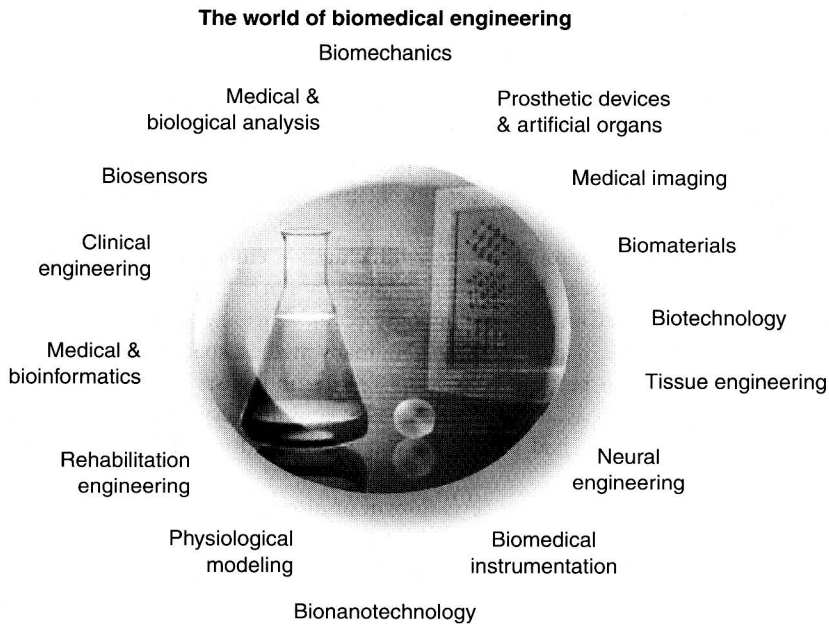 The world of biomedical engineering
Biomechanics
Medical &
biological analysis
Prosthetic devices
& artificial organs
Biosensors
Medical imaging
Clinical
engineering
Biomaterials
Biotechnology
Medical &
bioinformatics
Tissue engineering
Rehabilitation
engineering
Neural
engineering
Physiological
modeling
Biomedical
instrumentation
Bionanotechnology